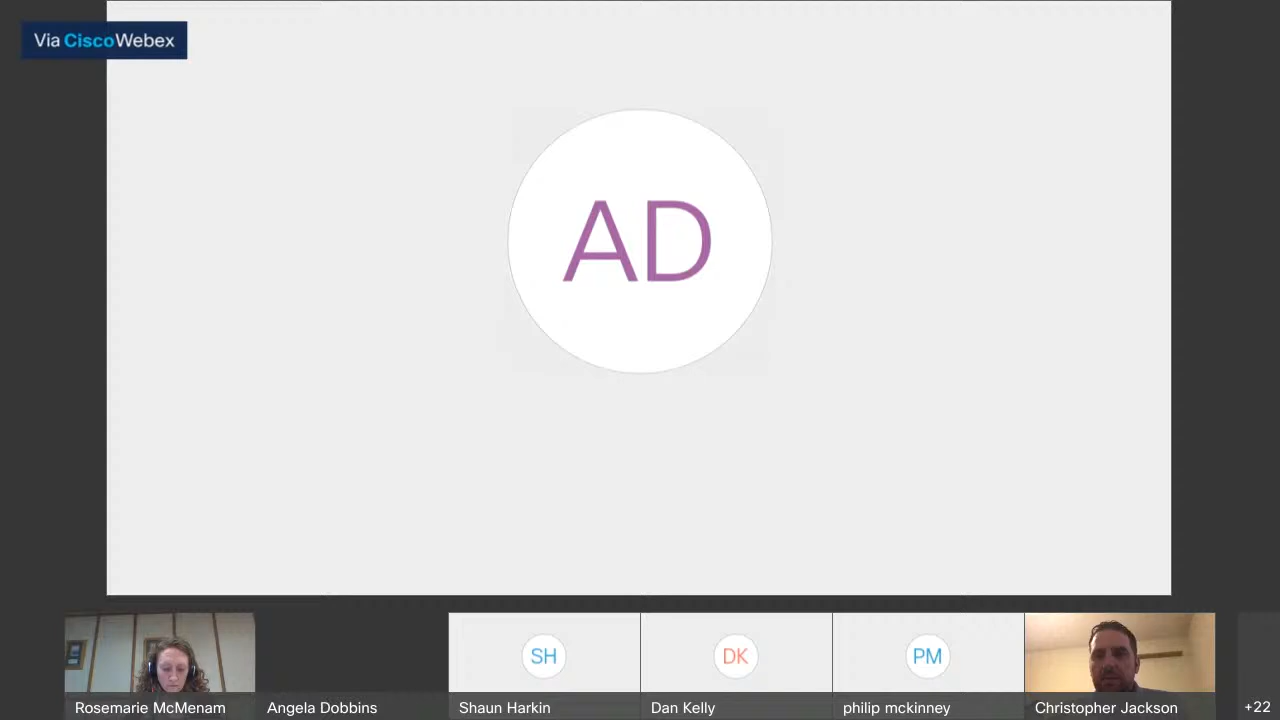 Via CiscoWebex
AD
SH
DK
PM
Rosemarie McMenam
Angela Dobbins
Shaun Harkin
Dan Kelly
philip mckinney
Christopher Jackson
+22